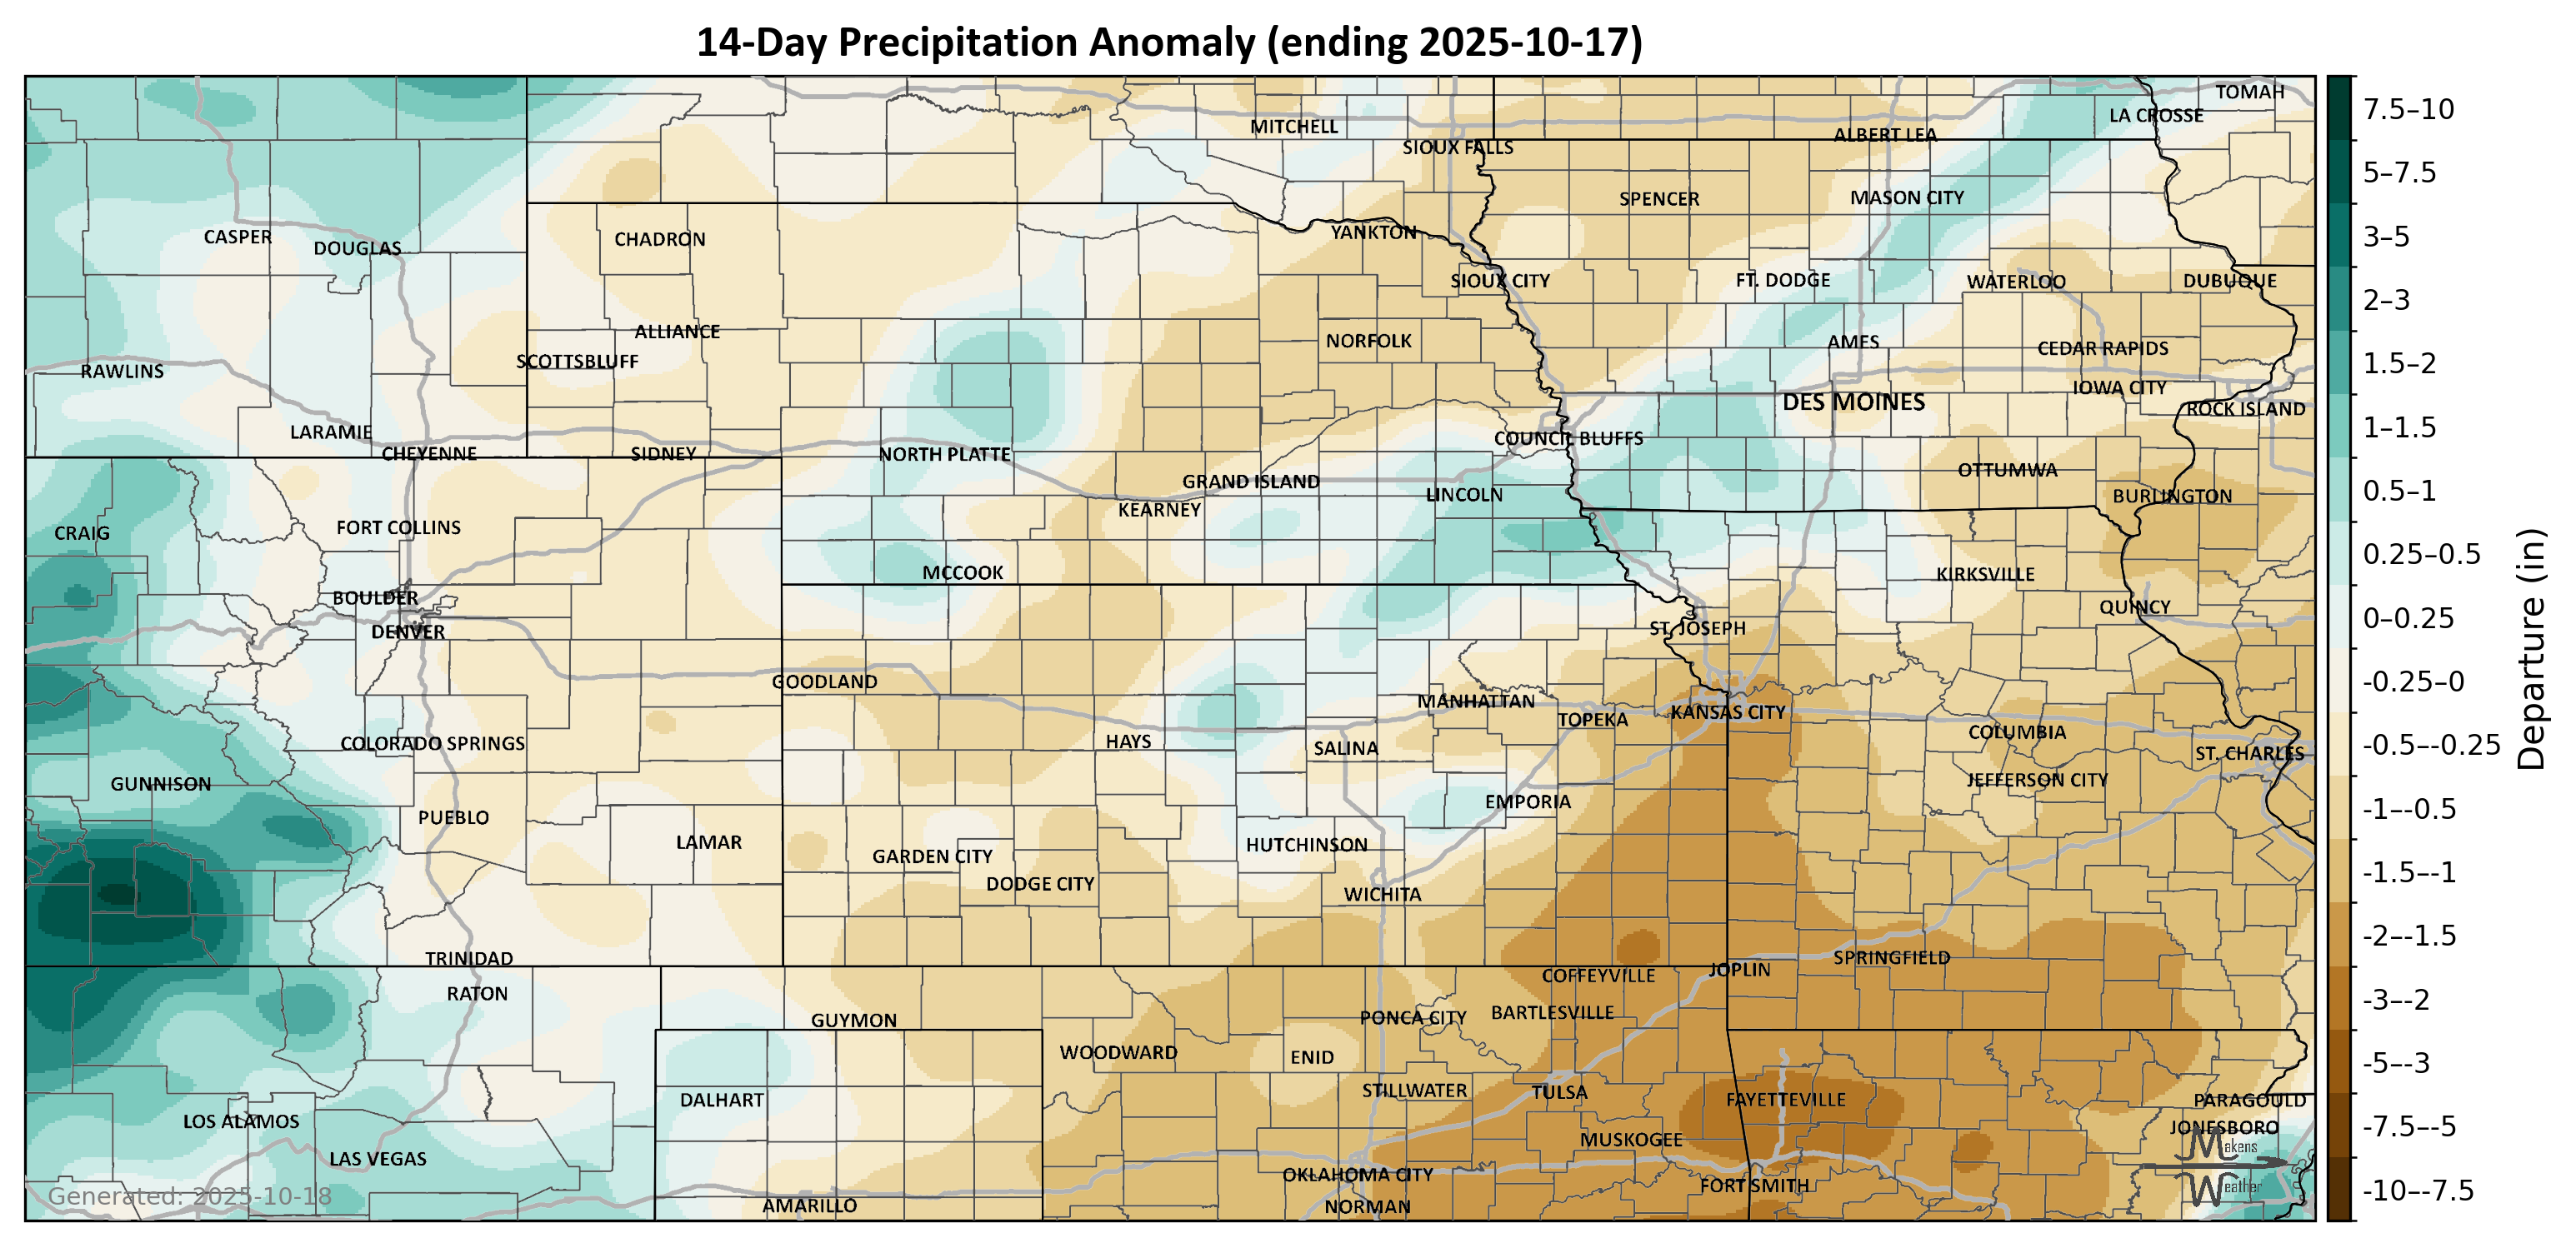 14-Day Precipitation Anomaly (ending 2025-10-17)
TOMAH
LA CROSSE
MITCHELL
ALBERT LEA
SIOUX FALLS
SPENCER
MASON CITY
CASPER
DOUGLAS
CHADRON
YANKTON
SIOUX CITY
FT. DODGE
WATERLOO
DUBUQUE
ALLIANCE
NORFOLK
AMES
CEDAR RAPIDS
SCOTTSBLUFF
RAWLINS
IOWA CITY
DES MOINES
ROCK ISLAND
LARAMIE
COUNCIL BLUFFS
CHEYENNE
SIDNEY
NORTH PLATTE
OTTUMWA
GRAND ISLAND
LINCOLN
BURLINGTON
KEARNEY
CRAIG
FORT COLLINS
MCCOOK
KIRKSVILLE
BOULDER
QUINCY
DENVER
ST. JOSEPH
GOODLAND
MANHATTAN
TOPEKA
KANSAS CITY
COLUMBIA
COLORADO SPRINGS
HAYS
SALINA
ST. CHARLES
GUNNISON
JEFFERSON CITY
EMPORIA
PUEBLO
LAMAR
HUTCHINSON
GARDEN CITY
DODGE CITY
WICHITA
TRINIDAD
SPRINGFIELD
JOPLIN
COFFEYVILLE
RATON
BARTLESVILLE
GUYMON
PONCA CITY
WOODWARD
ENID
STILLWATER
TULSA
DALHART
FAYETTEVILLE
PARAGOULD
LOS ALAMOS
JONESBORO
MUSKOGEE
LAS VEGAS
OKLAHOMA CITY
FORT SMITH
AMARILLO
NORMAN
Makens
Weather
Generated: 2025-10-18
7.5–10
5–7.5
3–5
2–3
1.5–2
1–1.5
0.5–1
0.25–0.5
0–0.25
-0.25–0
-0.5–-0.25
-1–-0.5
-1.5–-1
-2–-1.5
-3–-2
-5–-3
-7.5–-5
-10–-7.5
Departure (in)